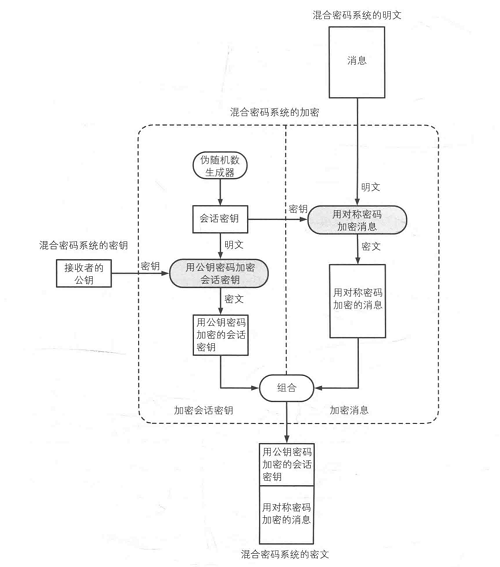 混合密码系统的明文
消息
混合密码系统的加密
伪随机数
生成器
明文
会话密钥
密钥
用对称密码
加密消息
混合密码系统的密钥
明文
密文
接收者的
公钥
密钥
用公钥密码加密
会话密钥
密文
用对称密码
加密的消息
用公钥密码
加密的会话
密钥
组合
加密会话密钥
加密消息
用公钥密码
加密的会话
密钥
用对称密码
加密的消息
混合密码系统的密文